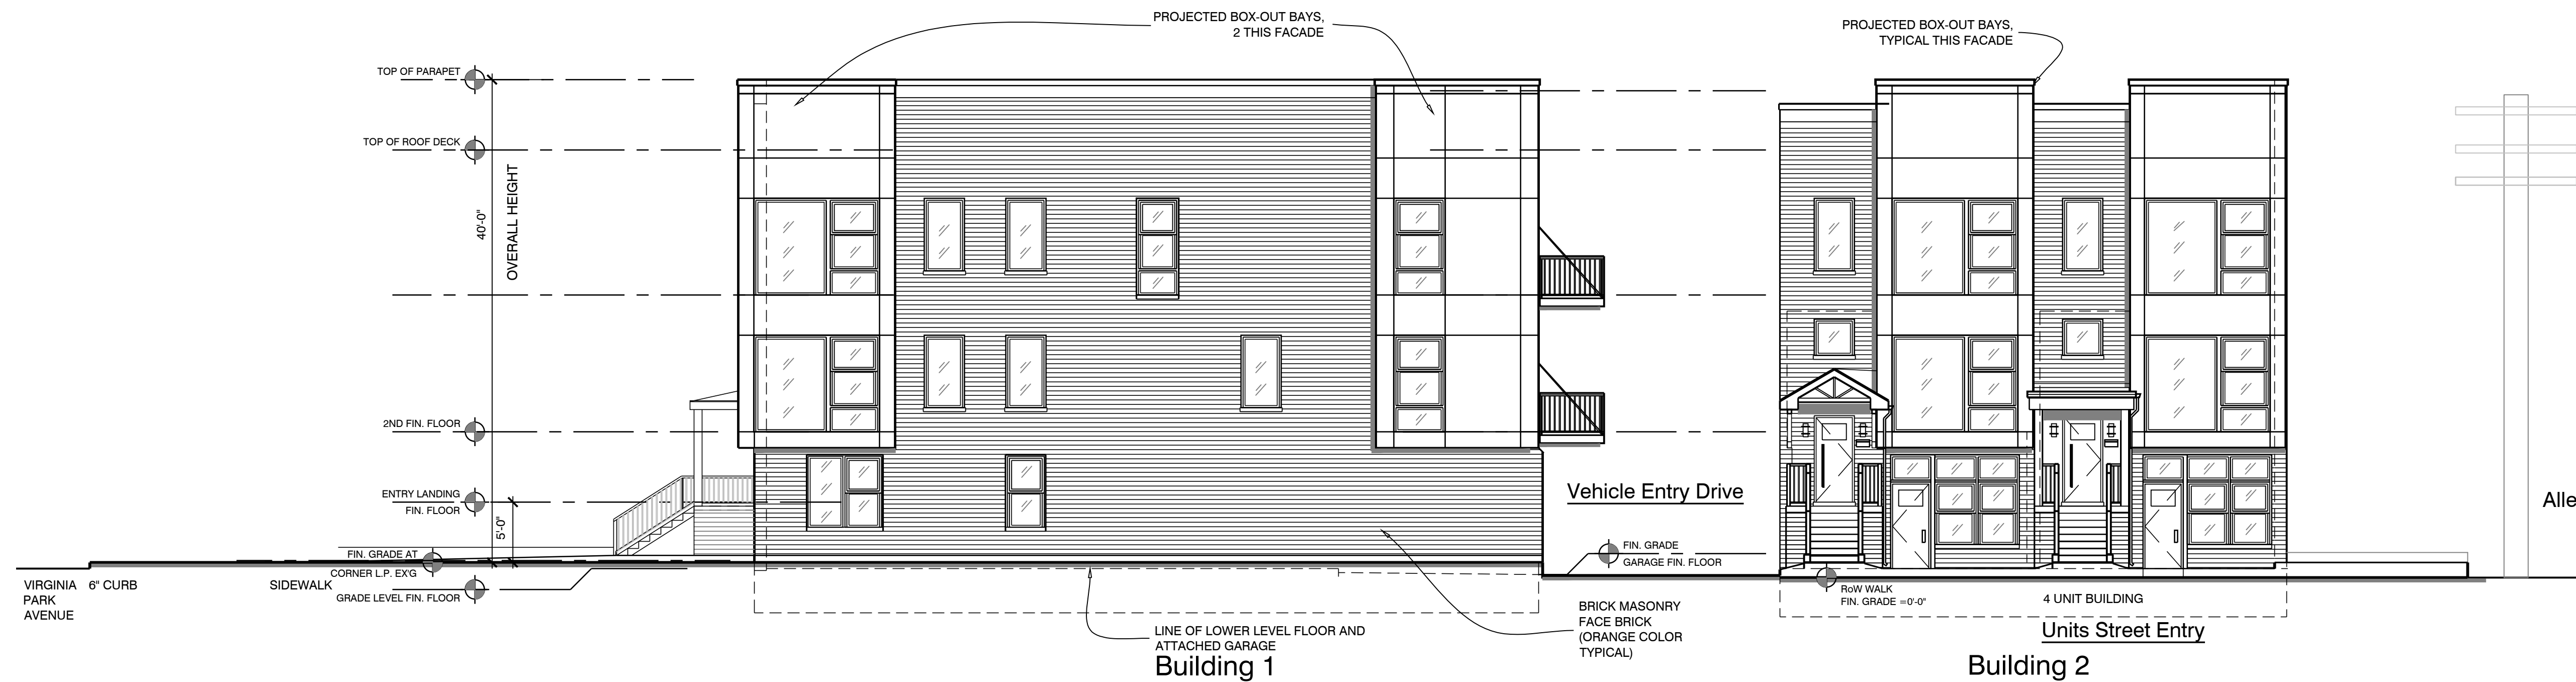 PROJECTED BOX-OUT BAYS,
2 THIS FACADE
PROJECTED BOX-OUT BAYS,
TYPICAL THIS FACADE
TOP OF PARAPET
TOP OF ROOF DECK
40'-0"
OVERALL HEIGHT
2ND FIN. FLOOR
ENTRY LANDING
FIN. FLOOR
5'-0"
FIN. GRADE AT
CORNER L.P. EX'G
GRADE LEVEL FIN. FLOOR
VIRGINIA
PARK
AVENUE
6" CURB
SIDEWALK
Vehicle Entry Drive
FIN. GRADE
GARAGE FIN. FLOOR
LINE OF LOWER LEVEL FLOOR AND
ATTACHED GARAGE
Building 1
BRICK MASONRY
FACE BRICK
(ORANGE COLOR
TYPICAL)
RoW WALK
FIN. GRADE =0'-0"
4 UNIT BUILDING
Units Street Entry
Building 2
Alle